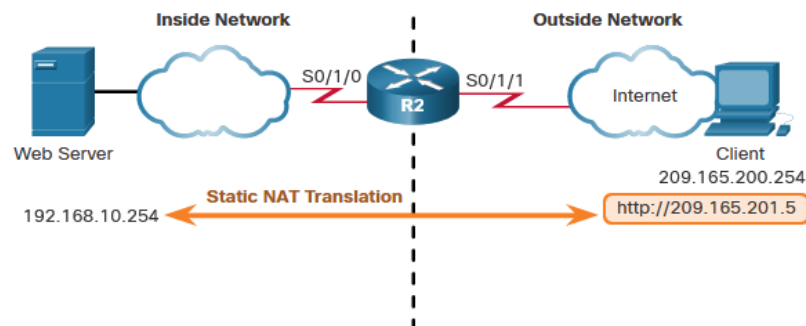 Inside Network
Outside Network
S0/1/0
S0/1/1
R2
Internet
Web Server
Client
209.165.200.254
Static NAT Translation
192.168.10.254
http://209.165.201.5